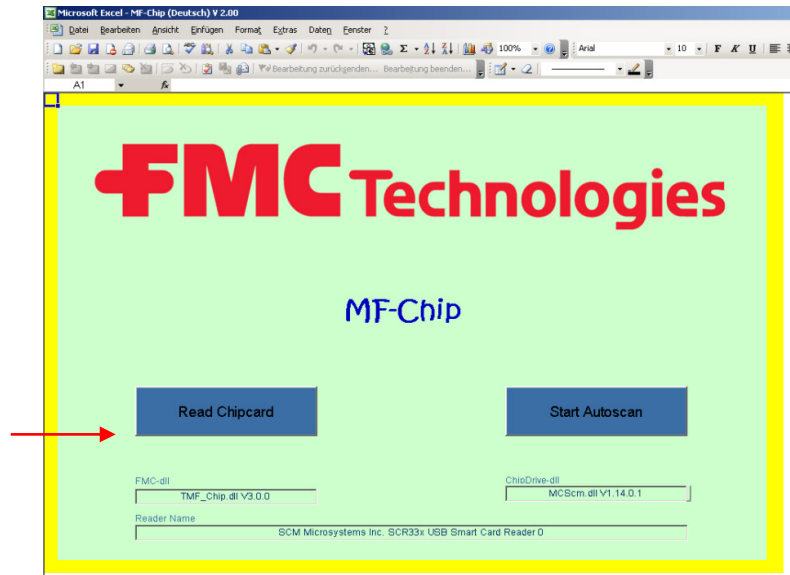 Microsoft Excel - MF-Chip (Deutsch) V 2.00
Datei Bearbeiten Ansicht Einfügen Format Extras Daten Fenster ?
100% Arial 10 F K U
Bearbeitung zurücksenden... Bearbeitung beenden...
A1 fx
FMC Technologies
MF-Chip
Read Chipcard Start Autoscan
FMC-dll ChipDrive-dll
TMF_Chip.dll V3.0.0 MCScm.dll V1.14.0.1
Reader Name
SCM Microsystems Inc. SCR33x USB Smart Card Reader 0